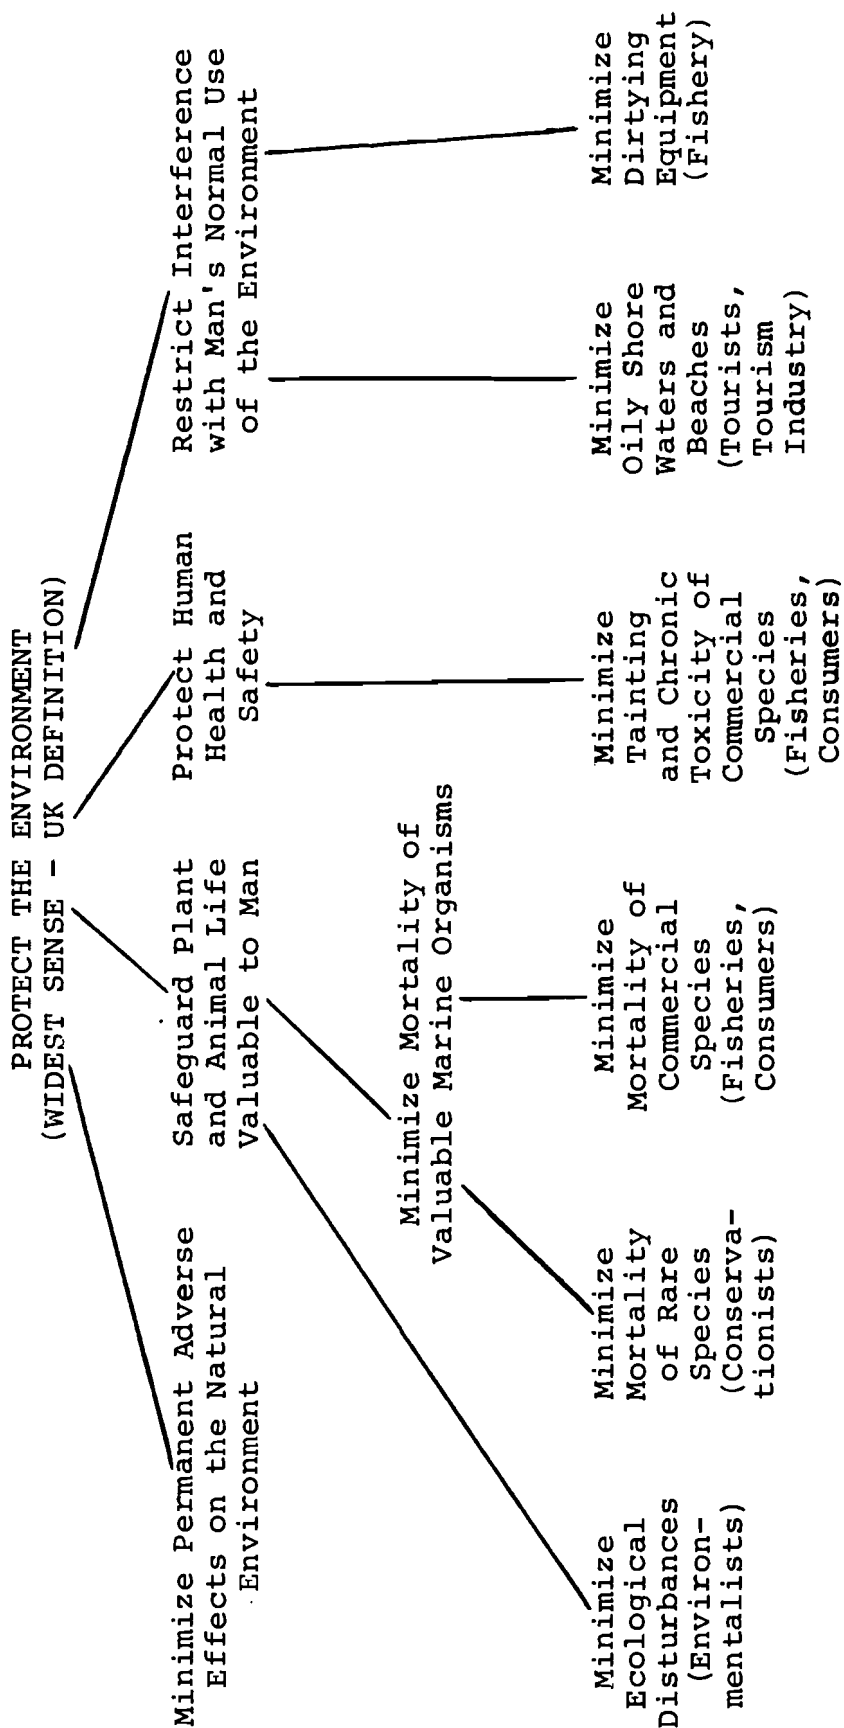 PROTECT THE ENVIRONMENT
(WIDEST SENSE - UK DEFINITION)
Minimize Permanent Adverse
Effects on the Natural
Environment
Safeguard Plant
and Animal Life
Valuable to Man
Protect Human
Health and
Safety
Restrict Interference
with Man's Normal Use
of the Environment
Minimize Mortality of
Valuable Marine Organisms
Minimize
Ecological
Disturbances
(Environ-
mentalists)
Minimize
Mortality
of Rare
Species
(Conserva-
tionists)
Minimize
Mortality of
Commercial
Species
(Fisheries,
Consumers)
Minimize
Tainting
and Chronic
Toxicity of
Commercial
Species
(Fisheries,
Consumers)
Minimize
Oily Shore
Waters and
Beaches
(Tourists,
Tourism
Industry)
Minimize
Dirtying
Equipment
(Fishery)